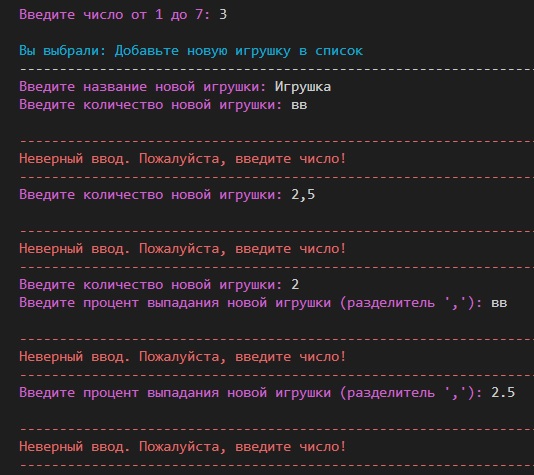 Введите число от 1 до 7: 3
Вы выбрали: Добавьте новую игрушку в список
--------------------------------------------------------------
Введите название новой игрушки: Игрушка
Введите количество новой игрушки: вв
--------------------------------------------------------------
Неверный ввод. Пожалуйста, введите число!
--------------------------------------------------------------
Введите количество новой игрушки: 2,5
--------------------------------------------------------------
Неверный ввод. Пожалуйста, введите число!
--------------------------------------------------------------
Введите количество новой игрушки: 2
Введите процент выпадания новой игрушки (разделитель ','): вв
--------------------------------------------------------------
Неверный ввод. Пожалуйста, введите число!
--------------------------------------------------------------
Введите процент выпадания новой игрушки (разделитель ','): 2.5
--------------------------------------------------------------
Неверный ввод. Пожалуйста, введите число!
--------------------------------------------------------------